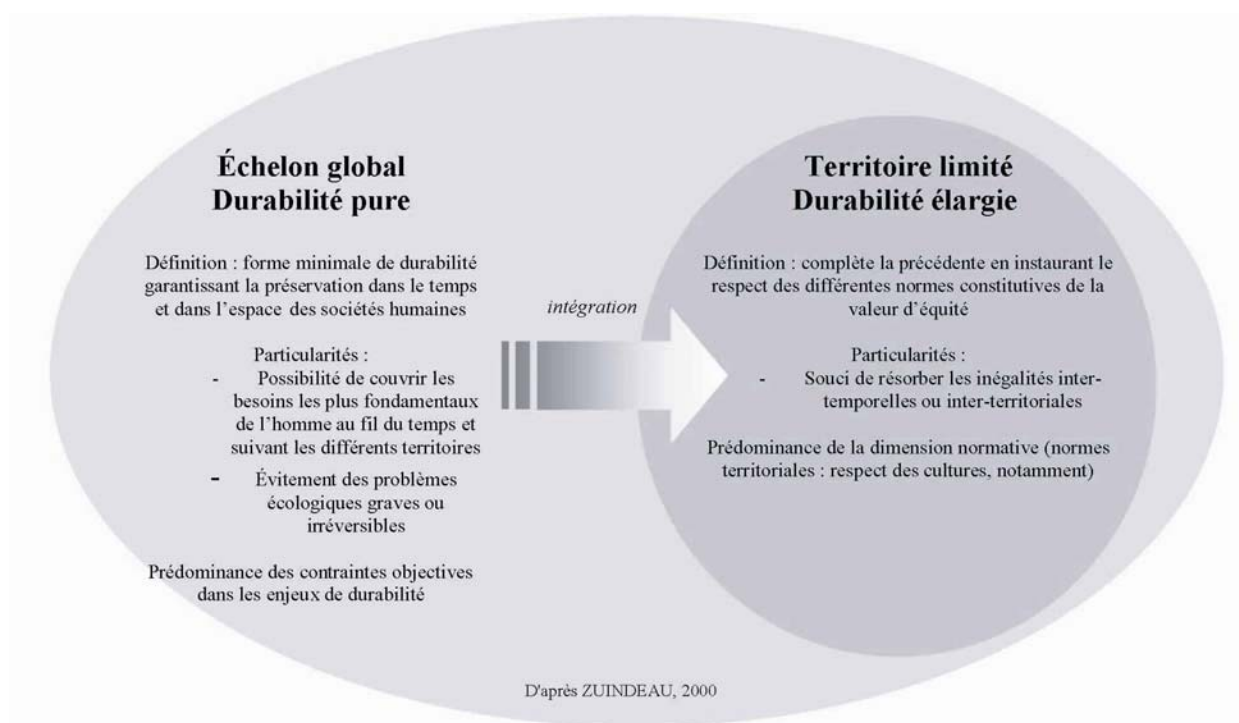 Échelon global
Durabilité pure
Définition : forme minimale de durabilité
garantissant la préservation dans le temps
et dans l'espace des sociétés humaines
Particularités :
- Possibilité de couvrir les
besoins les plus fondamentaux
de l'homme au fil du temps et
suivant les différents territoires
- Évitement des problèmes
écologiques graves ou
irréversibles
Prédominance des contraintes objectives
dans les enjeux de durabilité
intégration
Territoire limité
Durabilité élargie
Définition : complète la précédente en instaurant le
respect des différentes normes constitutives de la
valeur d'équité
Particularités :
- Souci de résorber les inégalités inter-
temporelles ou inter-territoriales
Prédominance de la dimension normative (normes
territoriales : respect des cultures, notamment)
D'après ZUINDEAU, 2000